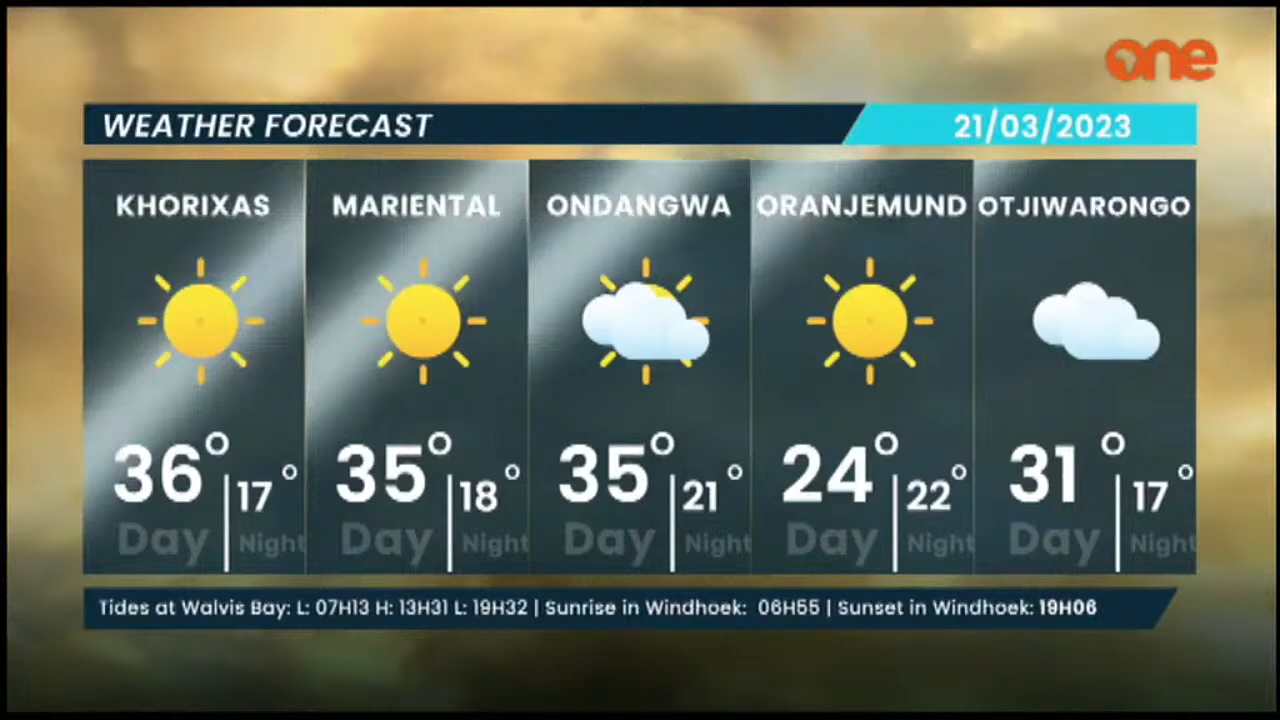 one
WEATHER FORECAST
21/03/2023
KHORIXAS
36° 17°
Day Night
MARIENTAL
35° 18°
Day Night
ONDANGWA
35° 21°
Day Night
ORANJEMUND
24° 22°
Day Night
OTJIWARONGO
31° 17°
Day Night
Tides at Walvis Bay: L: 07H13 H: 13H31 L: 19H32 | Sunrise in Windhoek: 06H55 | Sunset in Windhoek: 19H06